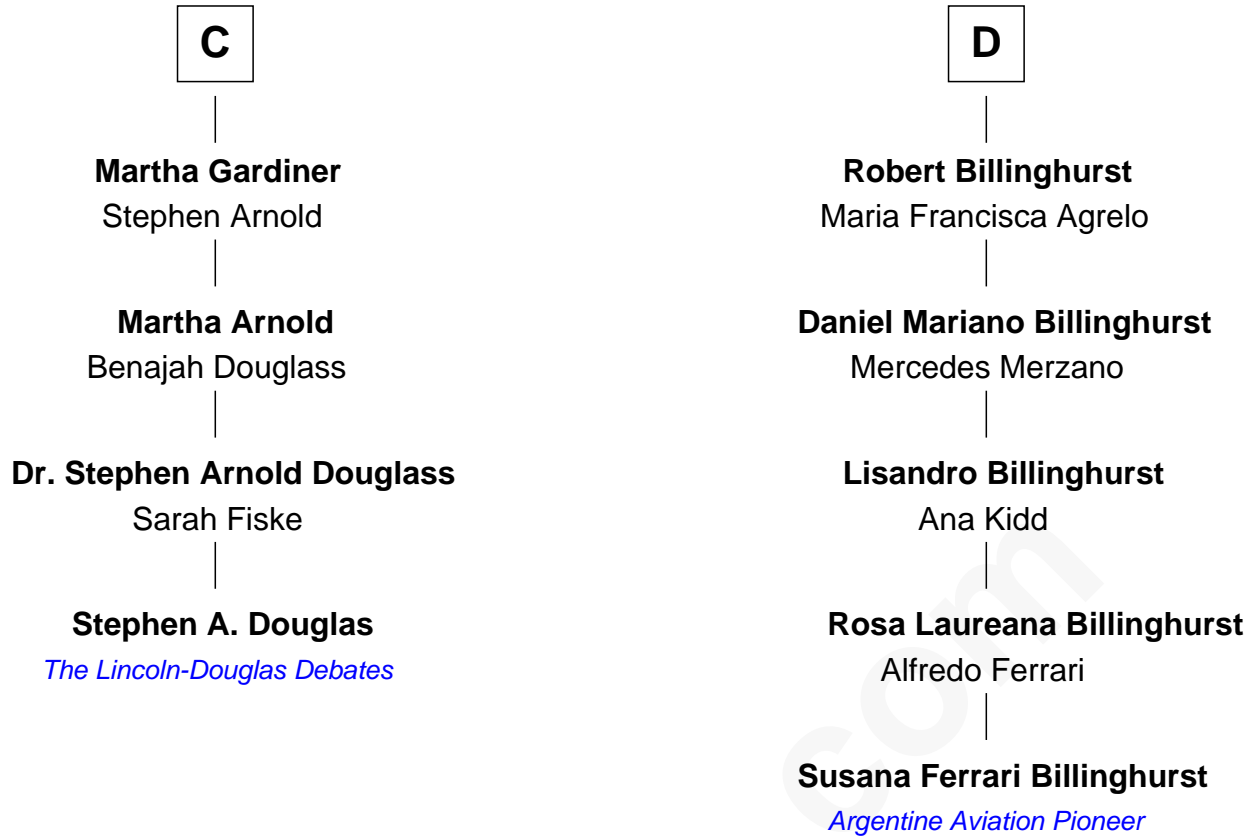 C
Martha Gardiner
Stephen Arnold
Martha Arnold
Benajah Douglass
Dr. Stephen Arnold Douglass
Sarah Fiske
Stephen A. Douglas
The Lincoln-Douglas Debates
D
Robert Billinghurst
Maria Francisca Agrelo
Daniel Mariano Billinghurst
Mercedes Merzano
Lisandro Billinghurst
Ana Kidd
Rosa Laureana Billinghurst
Alfredo Ferrari
Susana Ferrari Billinghurst
Argentine Aviation Pioneer
com